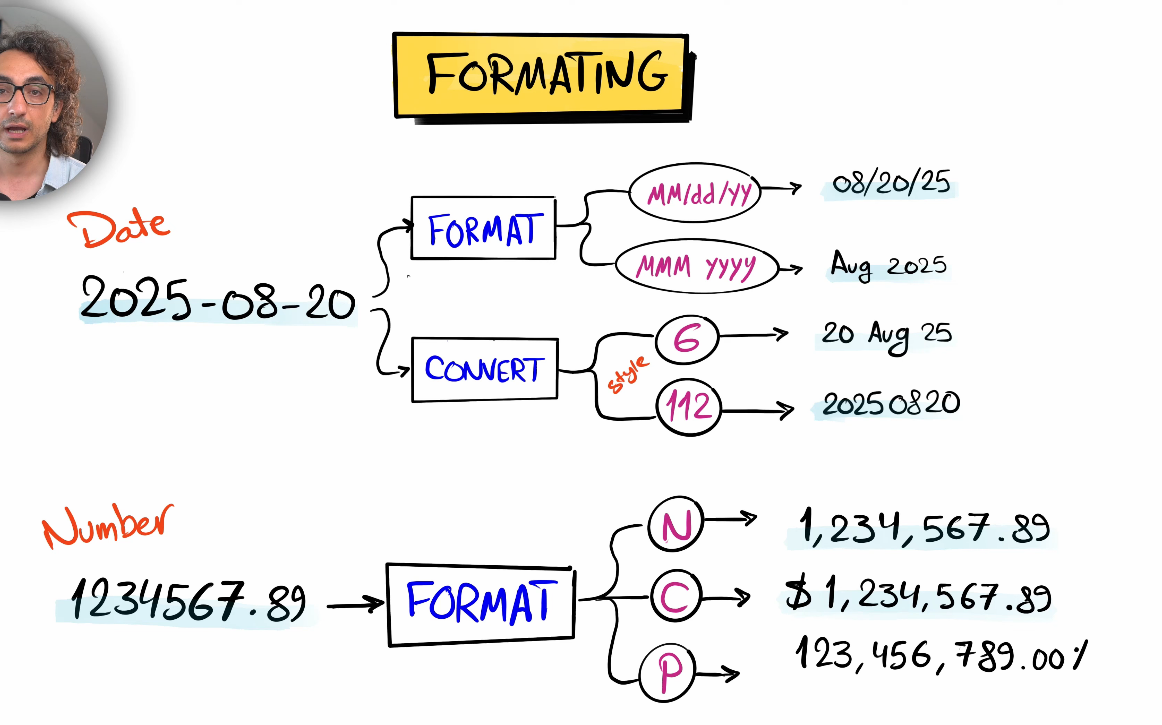 FORMATING
Date
2025-08-20
FORMAT
MM/dd/yy
08/20/25
MMM yyyy
Aug 2025
CONVERT
style
6
20 Aug 25
112
20250820
Number
1234567.89
FORMAT
N
1,234,567.89
C
$1,234,567.89
P
123,456,789.00%